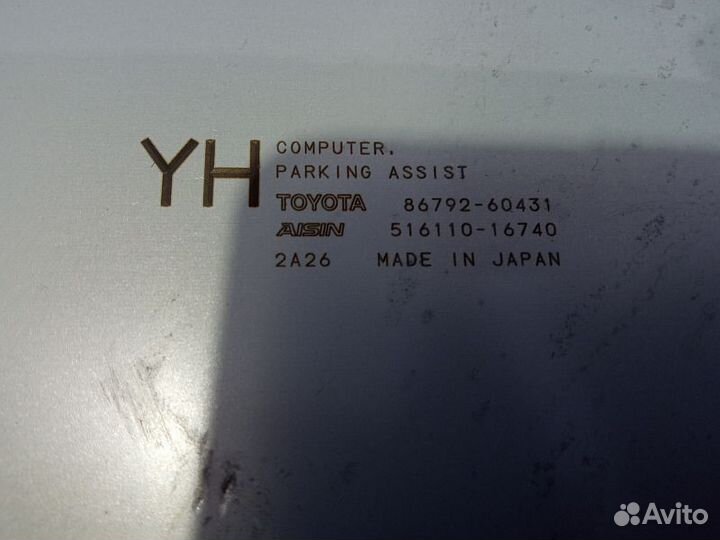 YH
COMPUTER.
PARKING ASSIST
TOYOTA 86792-60431
AISIN 516110-16740
2A26 MADE IN JAPAN
Avito